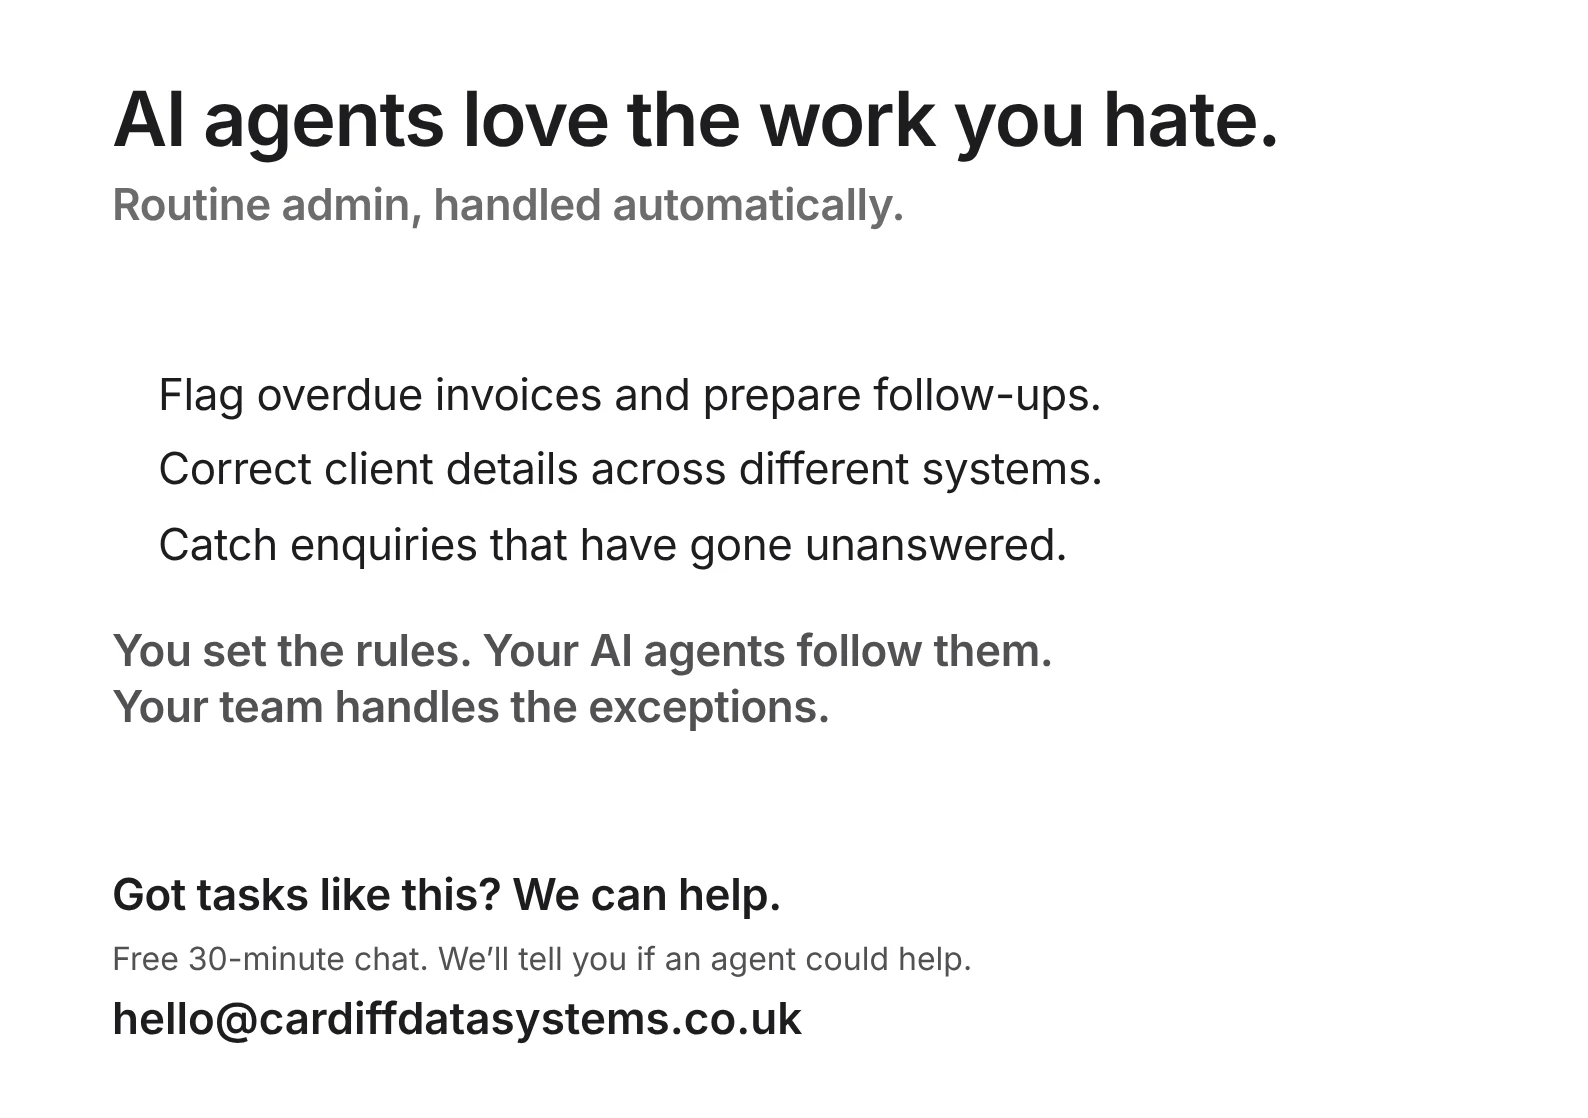 AI agents love the work you hate.
Routine admin, handled automatically.
Flag overdue invoices and prepare follow-ups.
Correct client details across different systems.
Catch enquiries that have gone unanswered.
You set the rules. Your AI agents follow them.
Your team handles the exceptions.
Got tasks like this? We can help.
Free 30-minute chat. We’ll tell you if an agent could help.
hello@cardiffdatasystems.co.uk